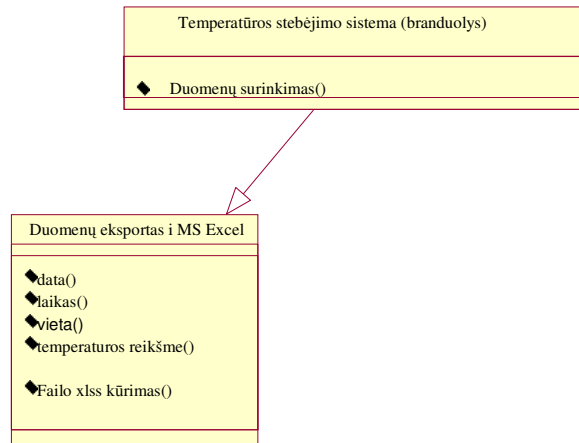 Temperatūros stebėjimo sistema (branduolys)
Duomenų surinkimas()
Duomenų eksportas i MS Excel
data()
laikas()
vieta()
temperaturos reikšme()
Failo xlss kūrimas()